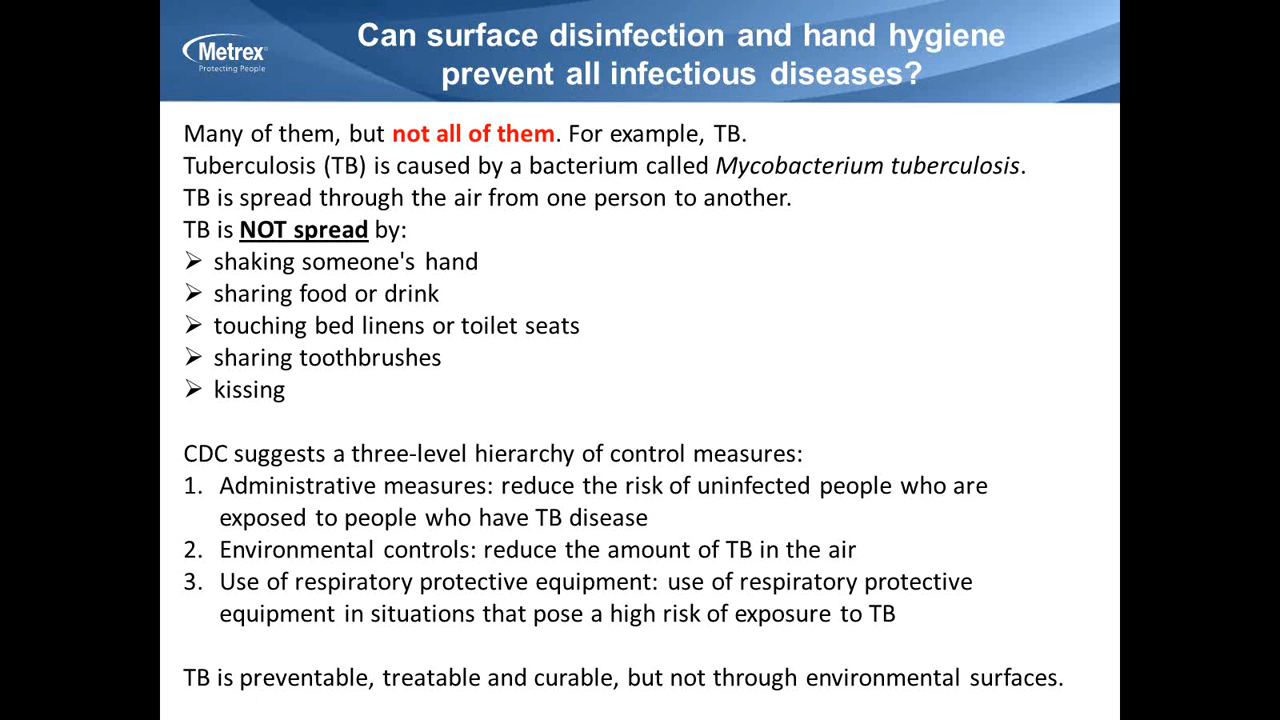 Metrex®
Protecting People
Can surface disinfection and hand hygiene
prevent all infectious diseases?
Many of them, but not all of them. For example, TB.
Tuberculosis (TB) is caused by a bacterium called Mycobacterium tuberculosis.
TB is spread through the air from one person to another.
TB is NOT spread by:
➢ shaking someone's hand
➢ sharing food or drink
➢ touching bed linens or toilet seats
➢ sharing toothbrushes
➢ kissing
CDC suggests a three-level hierarchy of control measures:
1. Administrative measures: reduce the risk of uninfected people who are
exposed to people who have TB disease
2. Environmental controls: reduce the amount of TB in the air
3. Use of respiratory protective equipment: use of respiratory protective
equipment in situations that pose a high risk of exposure to TB
TB is preventable, treatable and curable, but not through environmental surfaces.